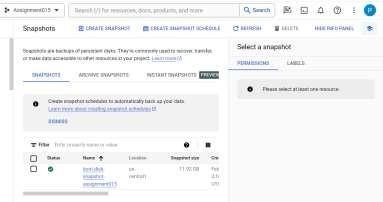 Assignment015
Search (/) for resources, docs, products, and more
Search
P
Snapshots
CREATE SNAPSHOT
CREATE SNAPSHOT SCHEDULE
REFRESH
DELETE
HIDE INFO PANEL
Snapshots are backups of persistent disks. They're commonly used to recover, transfer,
or make data accessible to other resources in your project. Learn more
SNAPSHOTS
ARCHIVE SNAPSHOTS
INSTANT SNAPSHOTS
PREVIEW
Create snapshot schedules to automatically back up your data.
Learn more about creating snapshot schedules
DISMISS
Filter Enter property name or value
Status
Name
Location
Snapshot size
Cre
boot-disk-
snapshot-
assignment015
us-
central1
11.92 GB
Feb
UTC
Select a snapshot
PERMISSIONS
LABELS
Please select at least one resource.